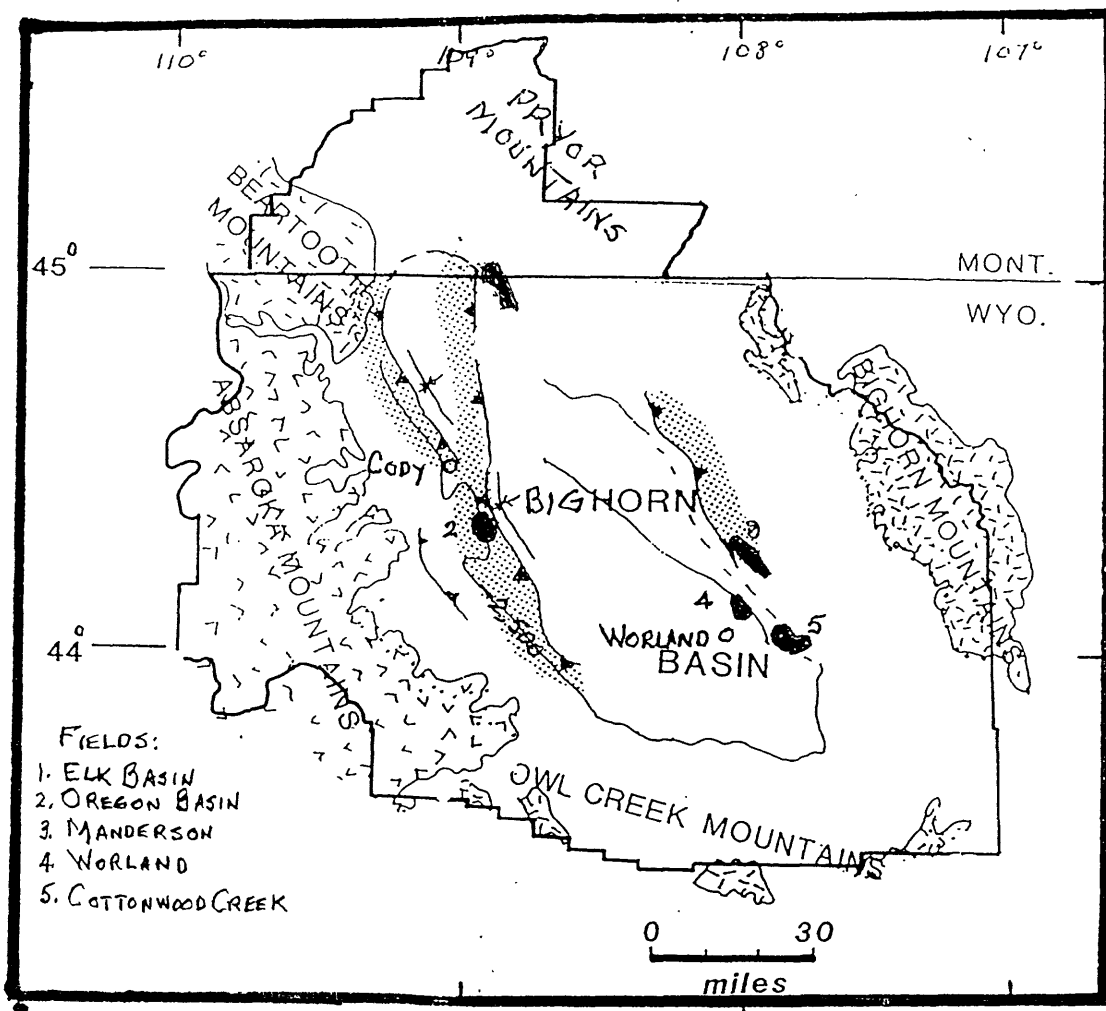 110°
109°
108°
107°
PRYOR
MOUNTAINS
BEARTOOTH
MOUNTAINS
45°
MONT.
WYO.
ABSAROKA MOUNTAINS
BIGHORN MOUNTAINS
CODY
BIGHORN
2
3
4
WORLAND
5
BASIN
44°
FIELDS:
1. ELK BASIN
2. OREGON BASIN
3. MANDERSON
4 WORLAND
5. COTTONWOOD CREEK
OWL CREEK MOUNTAINS
0 30
miles